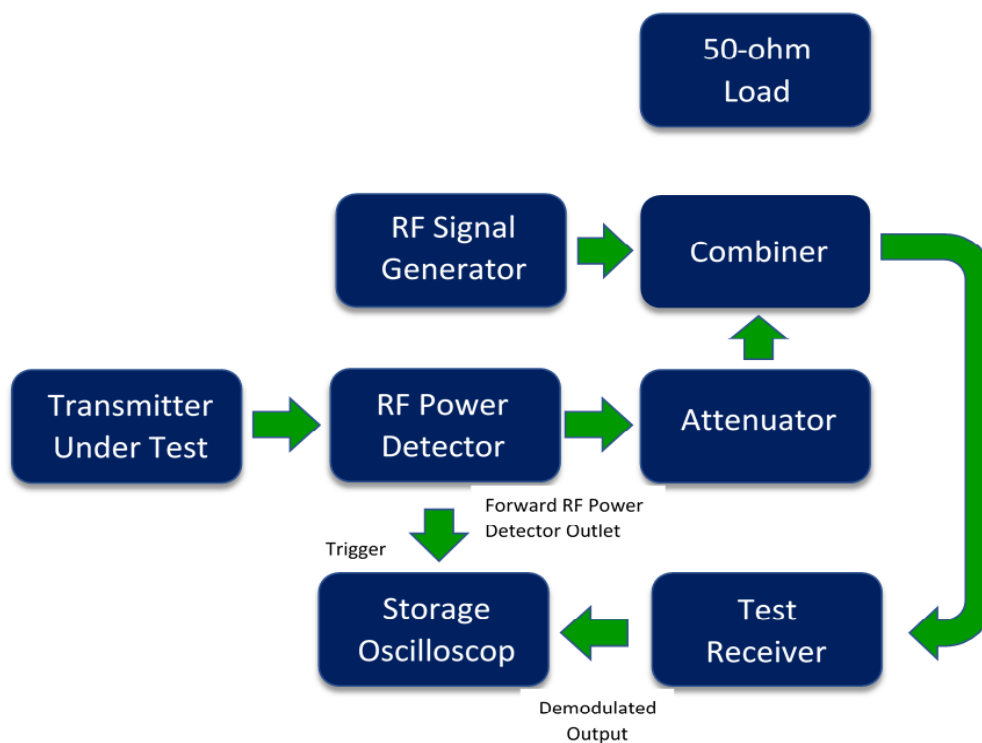 50-ohm
Load
RF Signal
Generator
Combiner
Transmitter
Under Test
RF Power
Detector
Attenuator
Forward RF Power
Detector Outlet
Trigger
Storage
Oscilloscop
Test
Receiver
Demodulated
Output